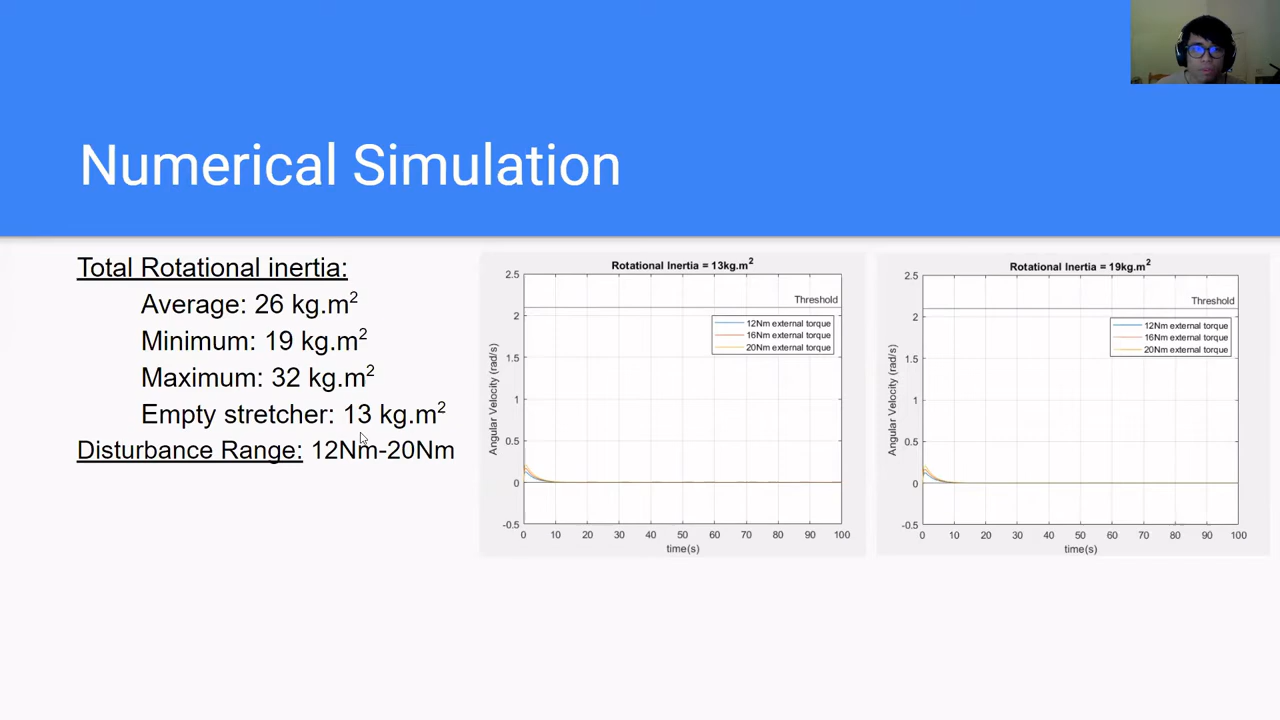 Numerical Simulation
Total Rotational inertia:
Average: 26 kg.m²
Minimum: 19 kg.m²
Maximum: 32 kg.m²
Empty stretcher: 13 kg.m²
Disturbance Range: 12Nm-20Nm
Rotational Inertia = 13kg.m²
Threshold
12Nm external torque
16Nm external torque
20Nm external torque
Angular Velocity (rad/s)
2.5
2
1.5
1
0.5
0
-0.5
0 10 20 30 40 50 60 70 80 90 100
time(s)
Rotational Inertia = 19kg.m²
Threshold
12Nm external torque
16Nm external torque
20Nm external torque
Angular Velocity (rad/s)
2.5
2
1.5
1
0.5
0
-0.5
0 10 20 30 40 50 60 70 80 90 100
time(s)